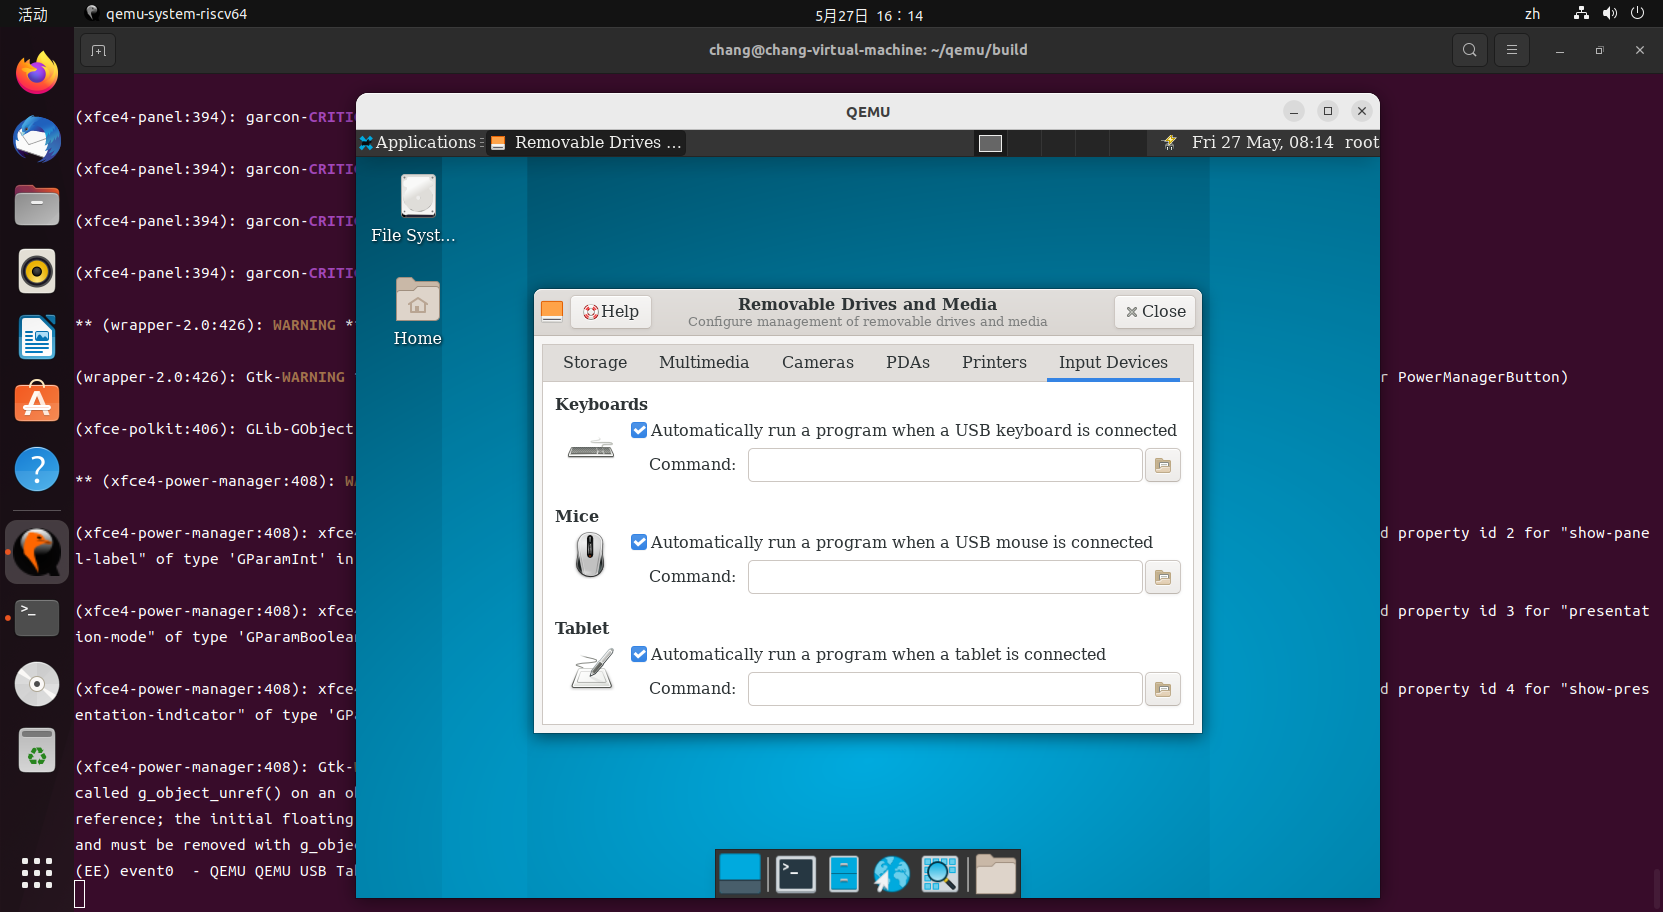 活动
qemu-system-riscv64
5月27日 16：14
zh
chang@chang-virtual-machine: ~/qemu/build
(xfce4-panel:394): garcon-CRITIC
(xfce4-panel:394): garcon-CRITIC
(xfce4-panel:394): garcon-CRITIC
(xfce4-panel:394): garcon-CRITIC
** (wrapper-2.0:426): WARNING *
(wrapper-2.0:426): Gtk-WARNING
r PowerManagerButton)
(xfce-polkit:406): GLib-GObject
** (xfce4-power-manager:408): W
(xfce4-power-manager:408): xfce
d property id 2 for "show-pane
l-label" of type 'GParamInt' in
(xfce4-power-manager:408): xfce
d property id 3 for "presentat
ion-mode" of type 'GParamBoolea
(xfce4-power-manager:408): xfce
d property id 4 for "show-pres
entation-indicator" of type 'GP
(xfce4-power-manager:408): Gtk-
called g_object_unref() on an o
reference; the initial floating
and must be removed with g_obje
(EE) event0  - QEMU QEMU USB Ta
QEMU
Applications
Removable Drives ...
Fri 27 May, 08:14
root
File Syst...
Home
Help
Removable Drives and Media
Configure management of removable drives and media
Close
Storage
Multimedia
Cameras
PDAs
Printers
Input Devices
Keyboards
Automatically run a program when a USB keyboard is connected
Command:
Mice
Automatically run a program when a USB mouse is connected
Command:
Tablet
Automatically run a program when a tablet is connected
Command: